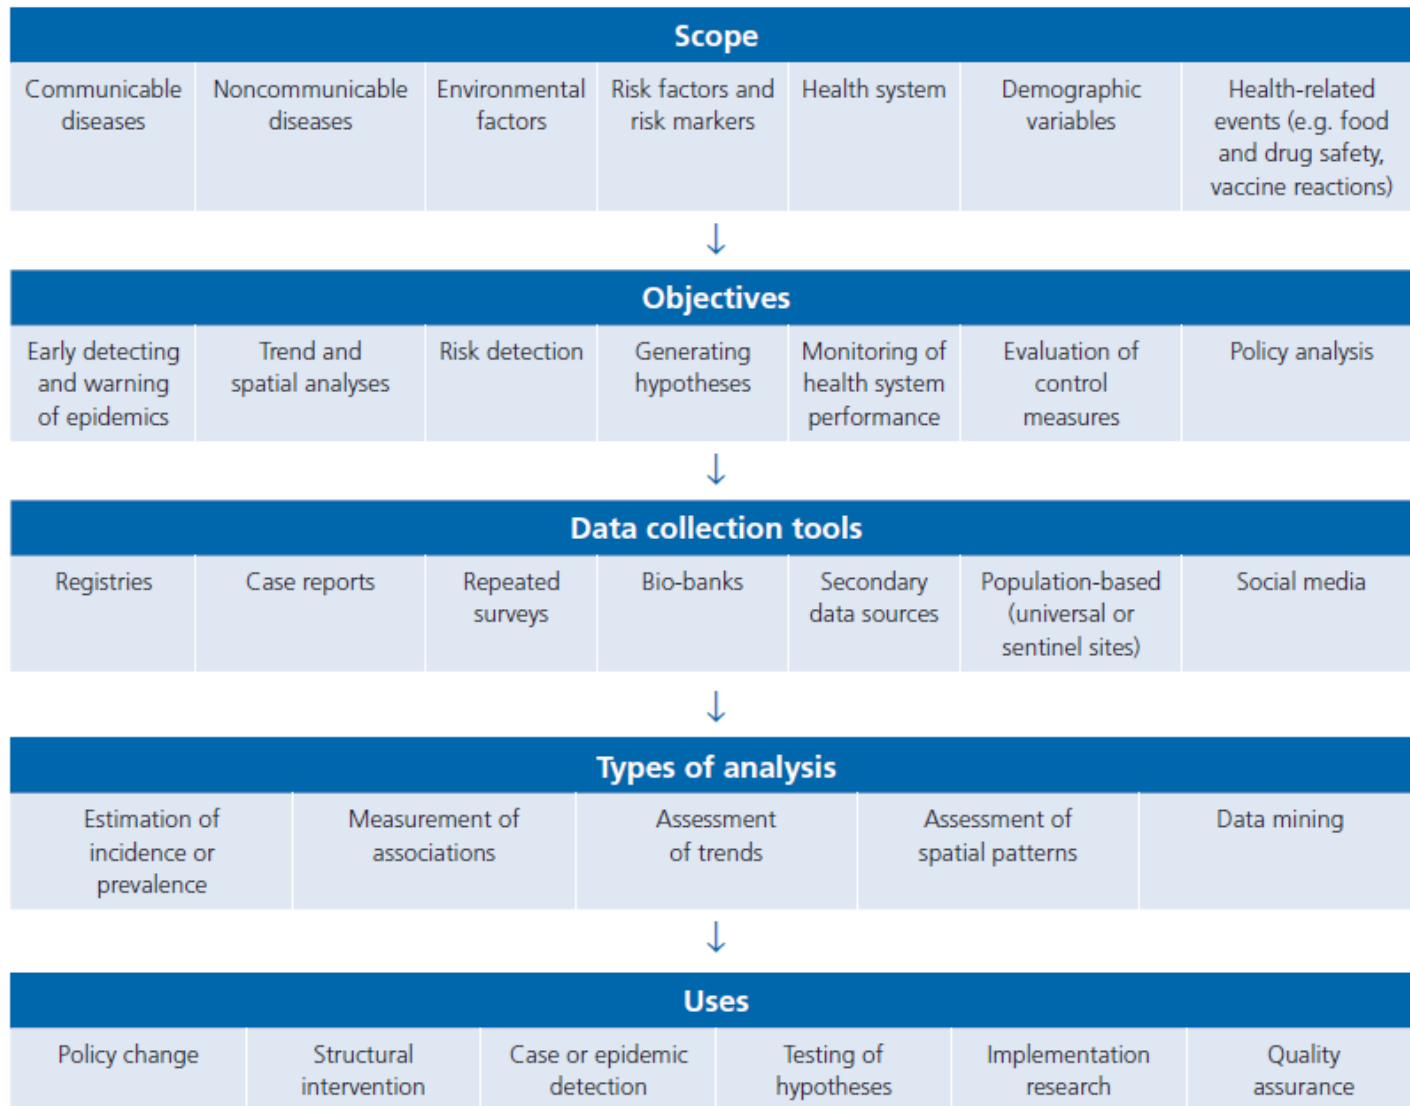 Scope
Communicable
diseases
Noncommunicable
diseases
Environmental
factors
Risk factors and
risk markers
Health system
Demographic
variables
Health-related
events (e.g. food
and drug safety,
vaccine reactions)
↓
Objectives
Early detecting
and warning
of epidemics
Trend and
spatial analyses
Risk detection
Generating
hypotheses
Monitoring of
health system
performance
Evaluation of
control
measures
Policy analysis
↓
Data collection tools
Registries
Case reports
Repeated
surveys
Bio-banks
Secondary
data sources
Population-based
(universal or
sentinel sites)
Social media
↓
Types of analysis
Estimation of
incidence or
prevalence
Measurement of
associations
Assessment
of trends
Assessment of
spatial patterns
Data mining
↓
Uses
Policy change
Structural
intervention
Case or epidemic
detection
Testing of
hypotheses
Implementation
research
Quality
assurance